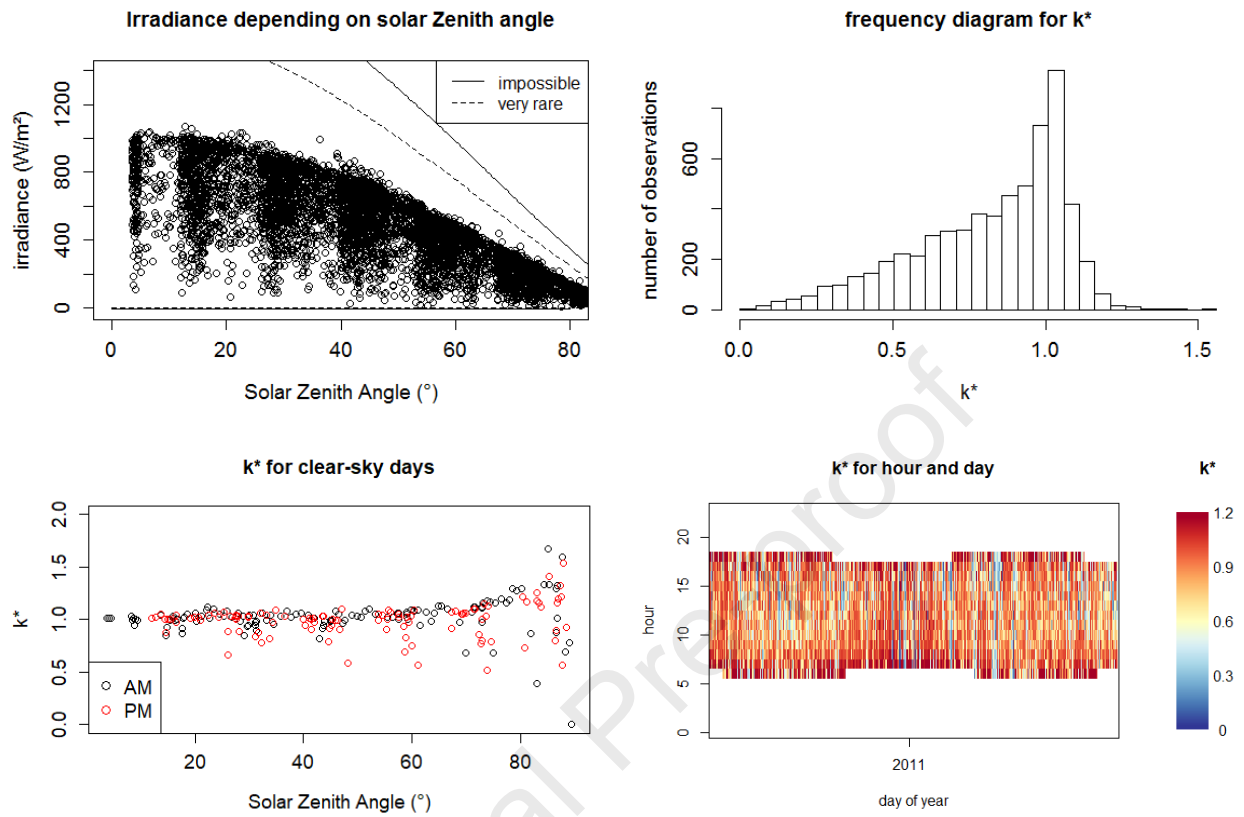 Irradiance depending on solar Zenith angle
irradiance (W/m²)
1200
800
400
0
impossible
very rare
0 20 40 60 80
Solar Zenith Angle (°)
frequency diagram for k*
number of observations
600
200
0
0.0 0.5 1.0 1.5
k*
k* for clear-sky days
k*
2.0
1.5
1.0
0.5
0.0
AM
PM
20 40 60 80
Solar Zenith Angle (°)
k* for hour and day
hour
20
15
10
5
0
2011
day of year
k*
1.2
0.9
0.6
0.3
0
al Pre-proof